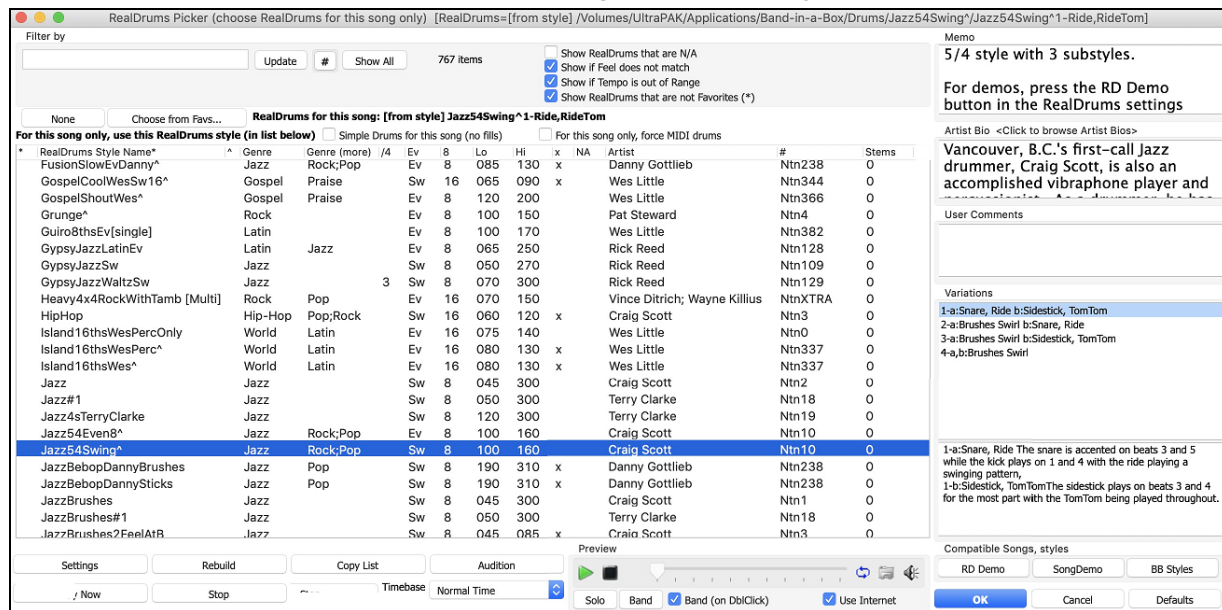 RealDrums Picker (choose RealDrums for this song only) [RealDrums=[from style] /Volumes/UltraPAK/Applications/Band-in-a-Box/Drums/Jazz54Swing^/Jazz54Swing^1-Ride,RideTom]
Filter by
Update # Show All 767 items
Show RealDrums that are N/A
Show if Feel does not match
Show if Tempo is out of Range
Show RealDrums that are not Favorites (*)
None Choose from Favs... RealDrums for this song: [from style] Jazz54Swing^1-Ride,RideTom
For this song only, use this RealDrums style (in list below) Simple Drums for this song (no fills) For this song only, force MIDI drums
* RealDrums Style Name* ^ Genre Genre (more) /4 Ev 8 Lo Hi x NA Artist # Stems
FusionSlowEvDanny^ Jazz Rock;Pop Ev 8 085 130 x Danny Gottlieb Ntn238 0
GospelCoolWesSw16^ Gospel Praise Sw 16 065 090 x Wes Little Ntn344 0
GospelShoutWes^ Gospel Praise Ev 8 120 200 Wes Little Ntn366 0
Grunge^ Rock Ev 8 100 150 Pat Steward Ntn4 0
Guiro8thsEv[single] Latin Ev 8 100 170 Wes Little Ntn382 0
GypsyJazzLatinEv Latin Jazz Ev 8 065 250 Rick Reed Ntn128 0
GypsyJazzSw Jazz Sw 8 050 270 Rick Reed Ntn109 0
GypsyJazzWaltzSw Jazz 3 Sw 8 070 300 Rick Reed Ntn129 0
Heavy4x4RockWithTamb [Multi] Rock Pop Ev 16 070 150 Vince Ditrich; Wayne Killius NtnXTRA 0
HipHop Hip-Hop Pop;Rock Sw 16 060 120 x Craig Scott Ntn3 0
Island16thsWesPercOnly World Latin Ev 16 075 140 Wes Little Ntn0 0
Island16thsWesPerc^ World Latin Ev 16 080 130 x Wes Little Ntn337 0
Island16thsWes^ World Latin Ev 16 080 130 x Wes Little Ntn337 0
Jazz Jazz Sw 8 045 300 Craig Scott Ntn2 0
Jazz#1 Jazz Sw 8 050 300 Terry Clarke Ntn18 0
Jazz4sTerryClarke Jazz Sw 8 120 300 Terry Clarke Ntn19 0
Jazz54Even8^ Jazz Rock;Pop Ev 8 100 160 Craig Scott Ntn10 0
Jazz54Swing^ Jazz Rock;Pop Sw 8 100 160 Craig Scott Ntn10 0
JazzBebopDannyBrushes Jazz Pop Sw 8 190 310 x Danny Gottlieb Ntn238 0
JazzBebopDannySticks Jazz Pop Sw 8 190 310 x Danny Gottlieb Ntn238 0
JazzBrushes Jazz Sw 8 045 300 Craig Scott Ntn1 0
JazzBrushes#1 Jazz Sw 8 050 300 Terry Clarke Ntn18 0
JazzBrushes2FeelAtB Jazz Sw 8 045 085 x Craig Scott Ntn3 0
Settings Rebuild Copy List Audition
Now Stop Timebase Normal Time
Preview
Solo Band Band (on DblClick) Use Internet
Memo
5/4 style with 3 substyles.
For demos, press the RD Demo
button in the RealDrums settings
Artist Bio <Click to browse Artist Bios>
Vancouver, B.C.'s first-call Jazz
drummer, Craig Scott, is also an
accomplished vibraphone player and
User Comments
Variations
1-a:Snare, Ride b:Sidestick, TomTom
2-a:Brushes Swirl b:Snare, Ride
3-a:Brushes Swirl b:Sidestick, TomTom
4-a,b:Brushes Swirl
1-a:Snare, Ride The snare is accented on beats 3 and 5
while the kick plays on 1 and 4 with the ride playing a
swinging pattern,
1-b:Sidestick, TomTomThe sidestick plays on beats 3 and 4
for the most part with the TomTom being played throughout.
Compatible Songs, styles
RD Demo SongDemo BB Styles
OK Cancel Defaults